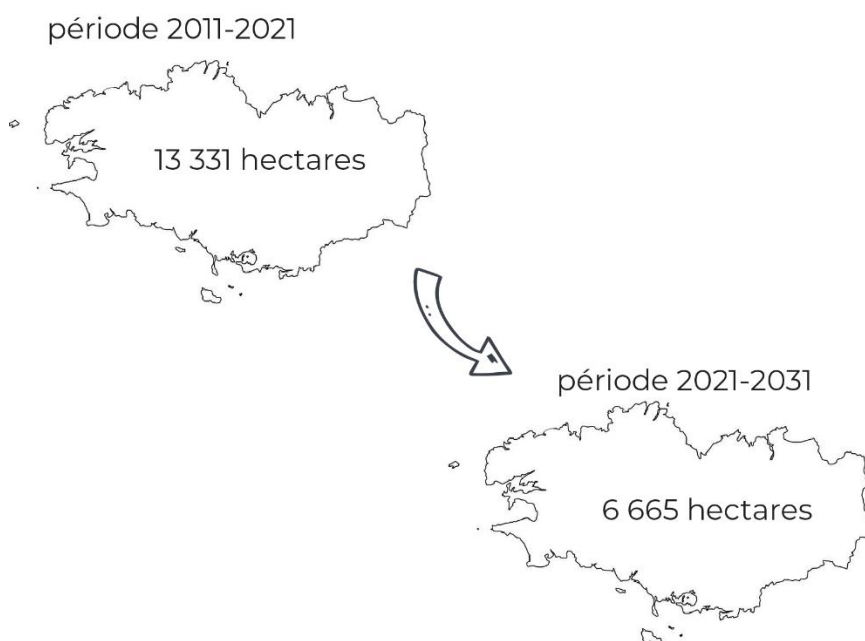 période 2011-2021
13 331 hectares
période 2021-2031
6 665 hectares